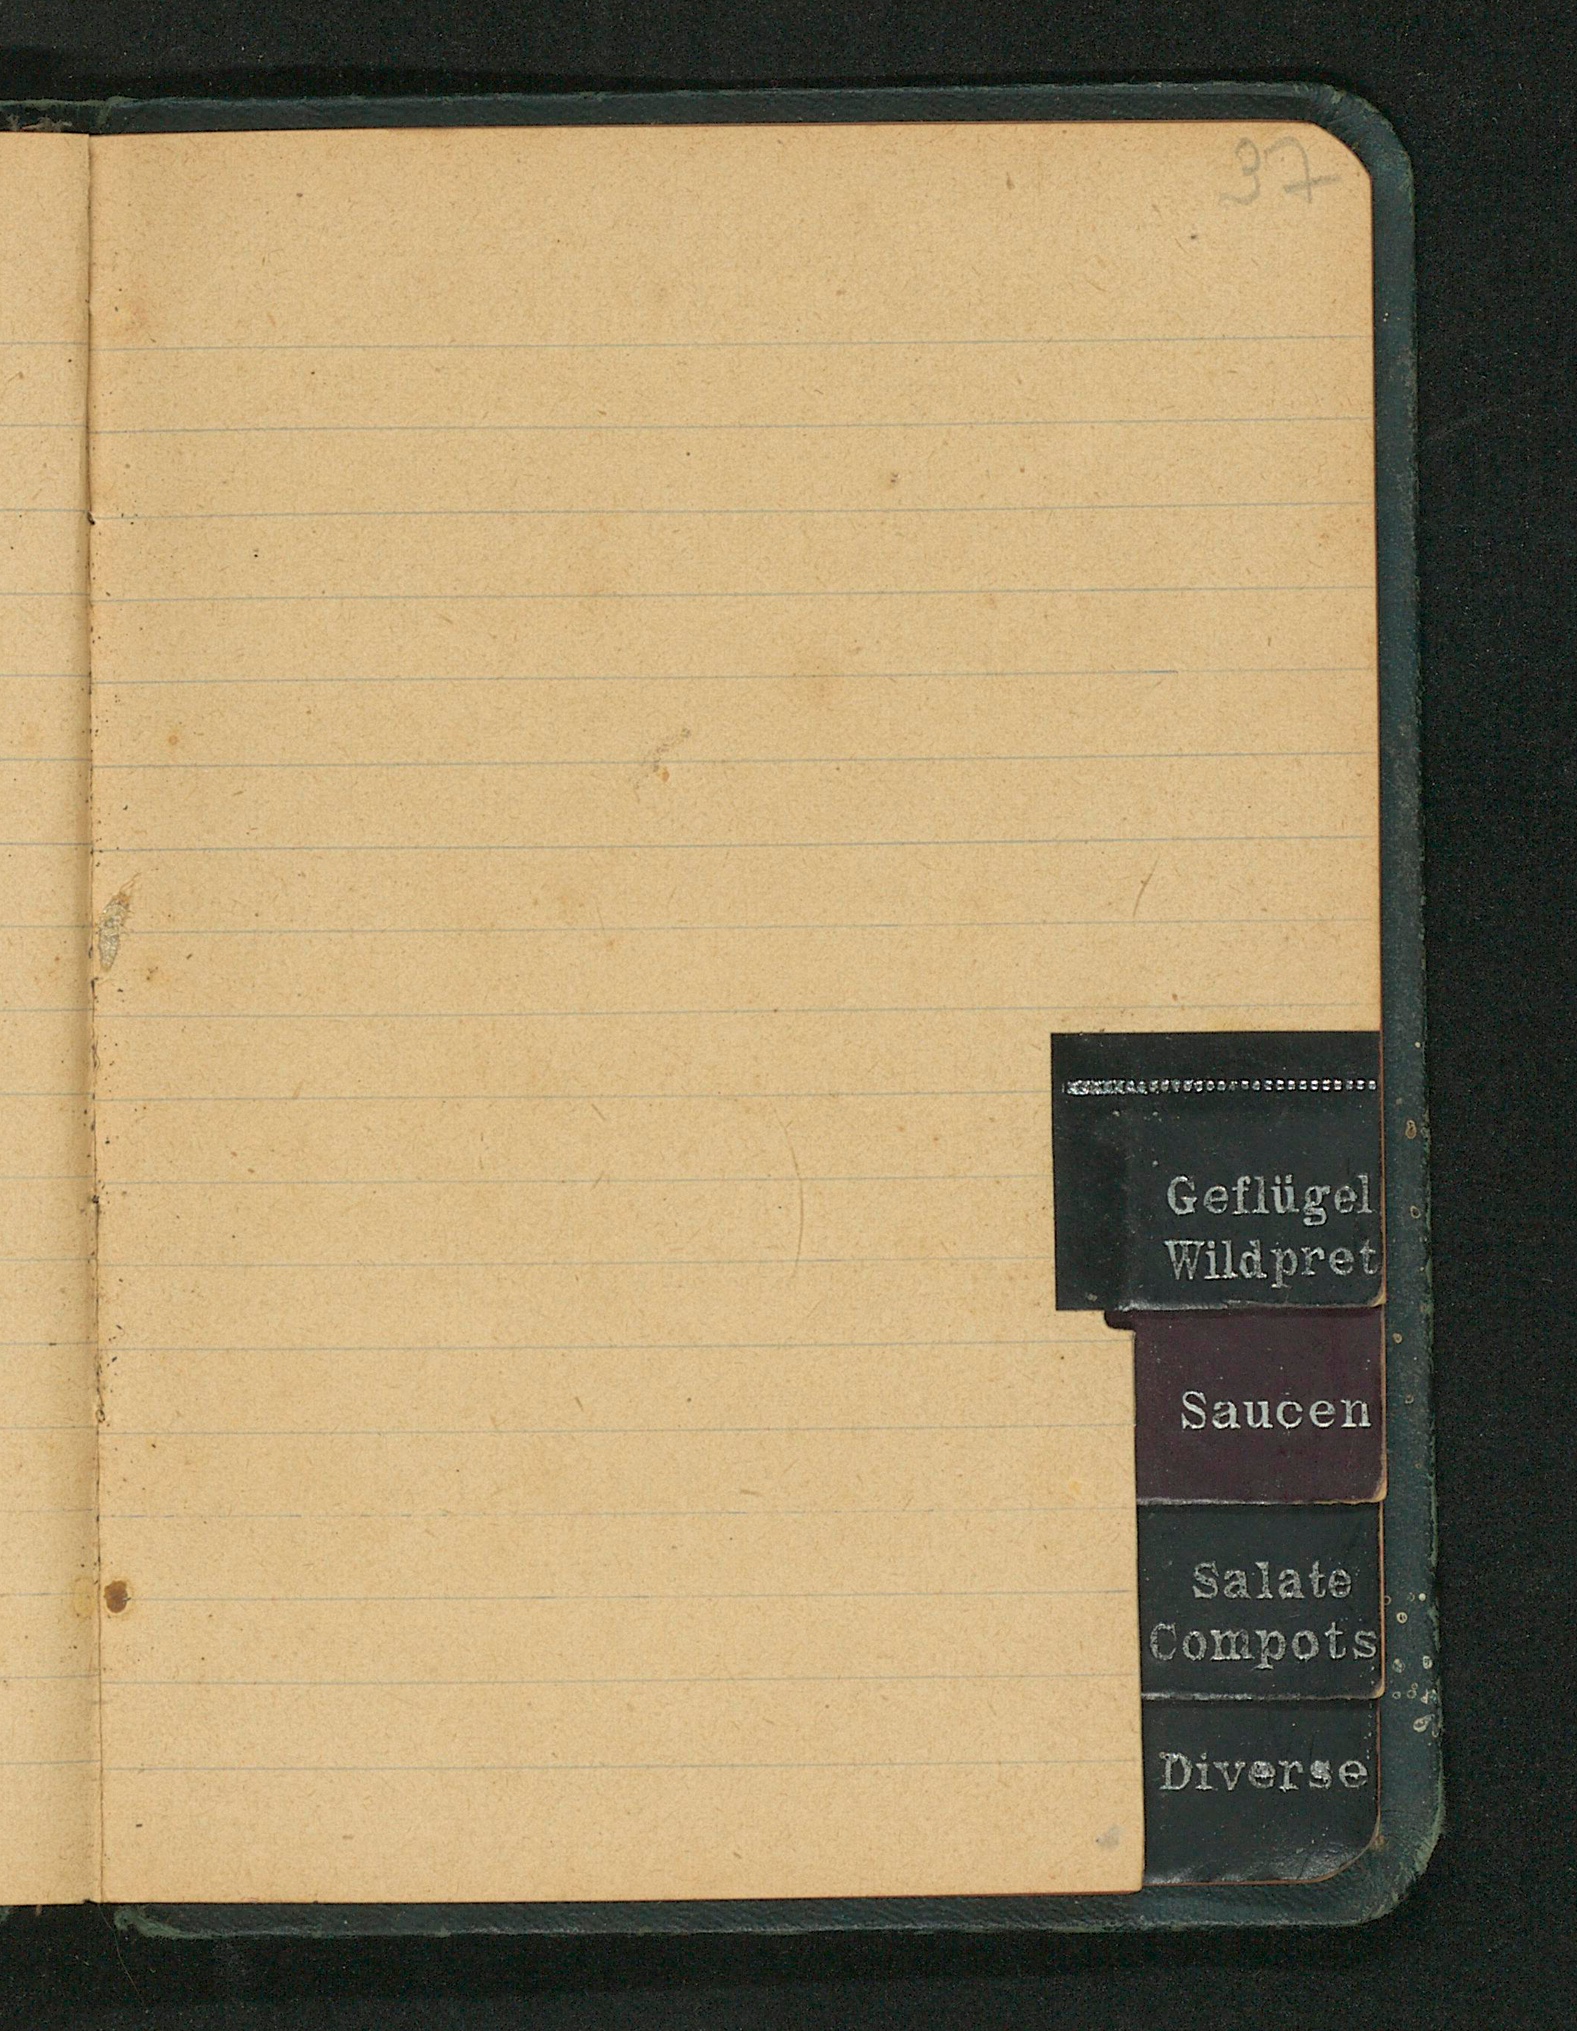 37
Geflügel
Wildpret
Saucen
Salate
Compots
Diverse